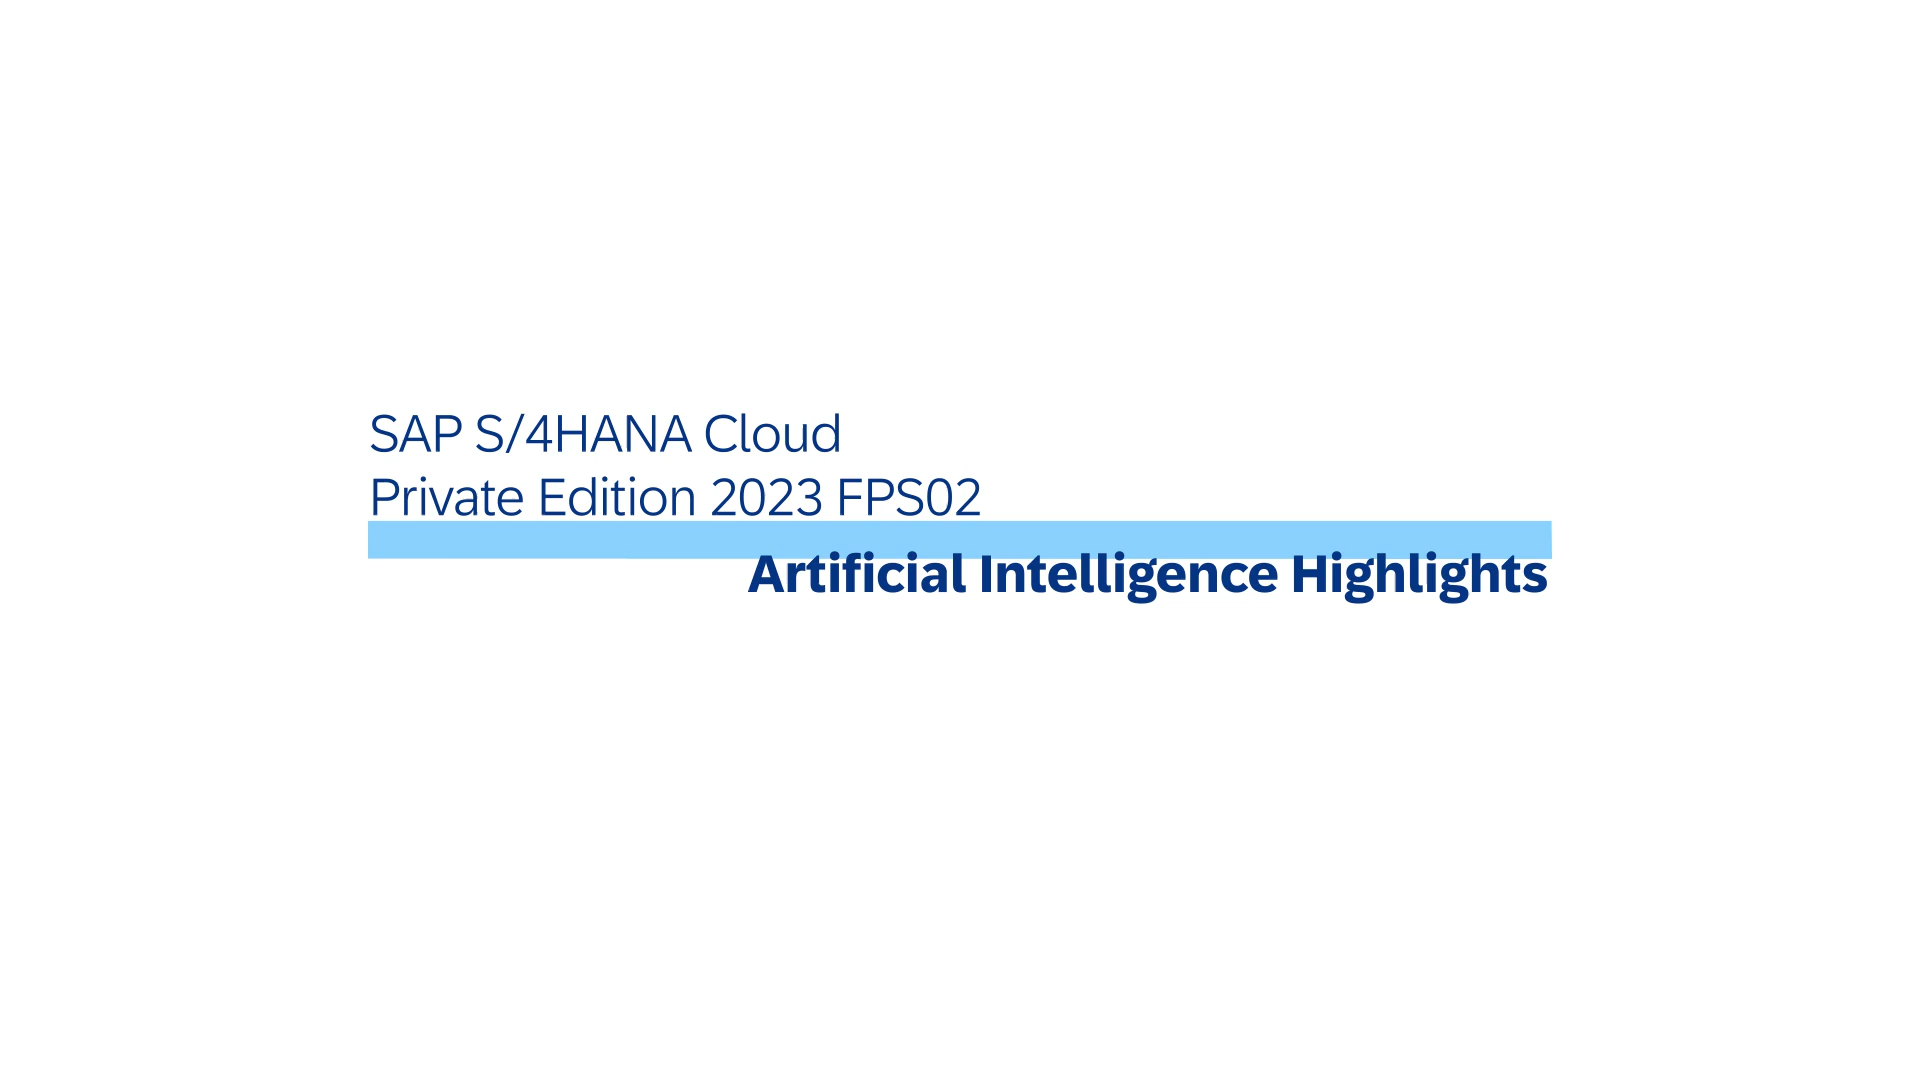 SAP S/4HANA Cloud
Private Edition 2023 FPS02
Artificial Intelligence Highlights